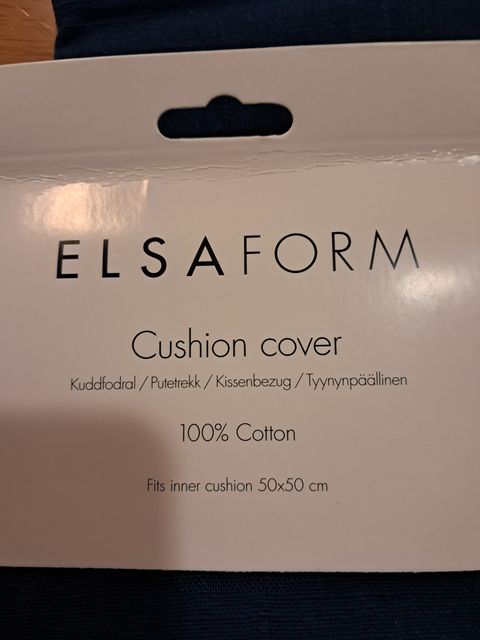 ELSAFORM
Cushion cover
Kuddfodral / Putetrekk / Kissenbezug / Tyynynpäällinen
100% Cotton
Fits inner cushion 50x50 cm